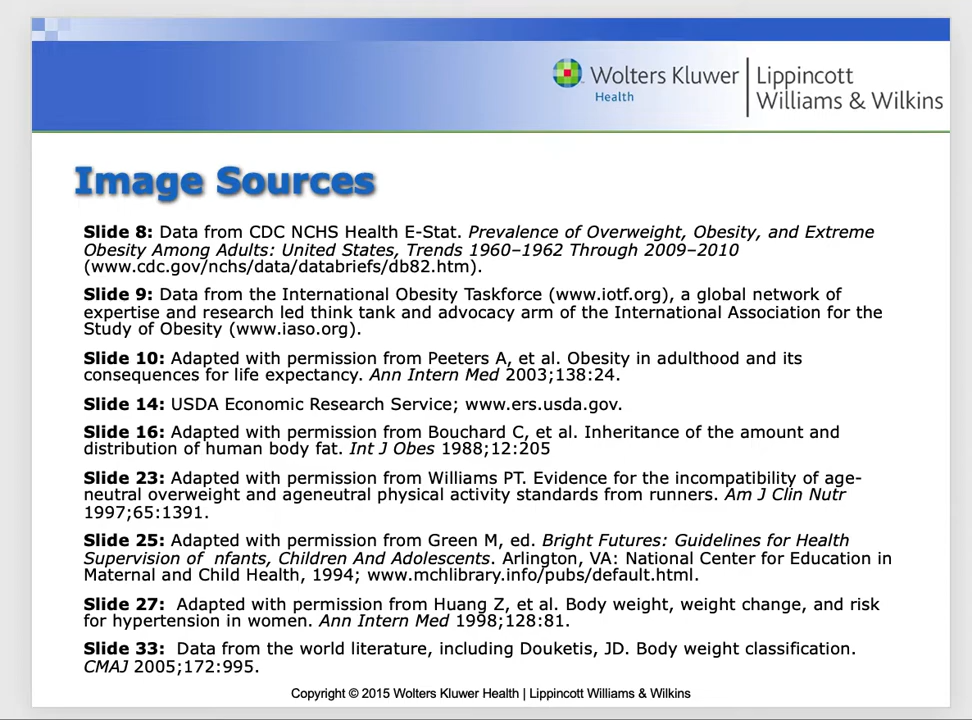 Wolters Kluwer
Health
Lippincott
Williams & Wilkins
Image Sources
Slide 8: Data from CDC NCHS Health E-Stat. Prevalence of Overweight, Obesity, and Extreme
Obesity Among Adults: United States, Trends 1960–1962 Through 2009–2010
(www.cdc.gov/nchs/data/databriefs/db82.htm).
Slide 9: Data from the International Obesity Taskforce (www.iotf.org), a global network of
expertise and research led think tank and advocacy arm of the International Association for the
Study of Obesity (www.iaso.org).
Slide 10: Adapted with permission from Peeters A, et al. Obesity in adulthood and its
consequences for life expectancy. Ann Intern Med 2003;138:24.
Slide 14: USDA Economic Research Service; www.ers.usda.gov.
Slide 16: Adapted with permission from Bouchard C, et al. Inheritance of the amount and
distribution of human body fat. Int J Obes 1988;12:205
Slide 23: Adapted with permission from Williams PT. Evidence for the incompatibility of age-
neutral overweight and ageneutral physical activity standards from runners. Am J Clin Nutr
1997;65:1391.
Slide 25: Adapted with permission from Green M, ed. Bright Futures: Guidelines for Health
Supervision of nfants, Children And Adolescents. Arlington, VA: National Center for Education in
Maternal and Child Health, 1994; www.mchlibrary.info/pubs/default.html.
Slide 27: Adapted with permission from Huang Z, et al. Body weight, weight change, and risk
for hypertension in women. Ann Intern Med 1998;128:81.
Slide 33: Data from the world literature, including Douketis, JD. Body weight classification.
CMAJ 2005;172:995.
Copyright © 2015 Wolters Kluwer Health | Lippincott Williams & Wilkins